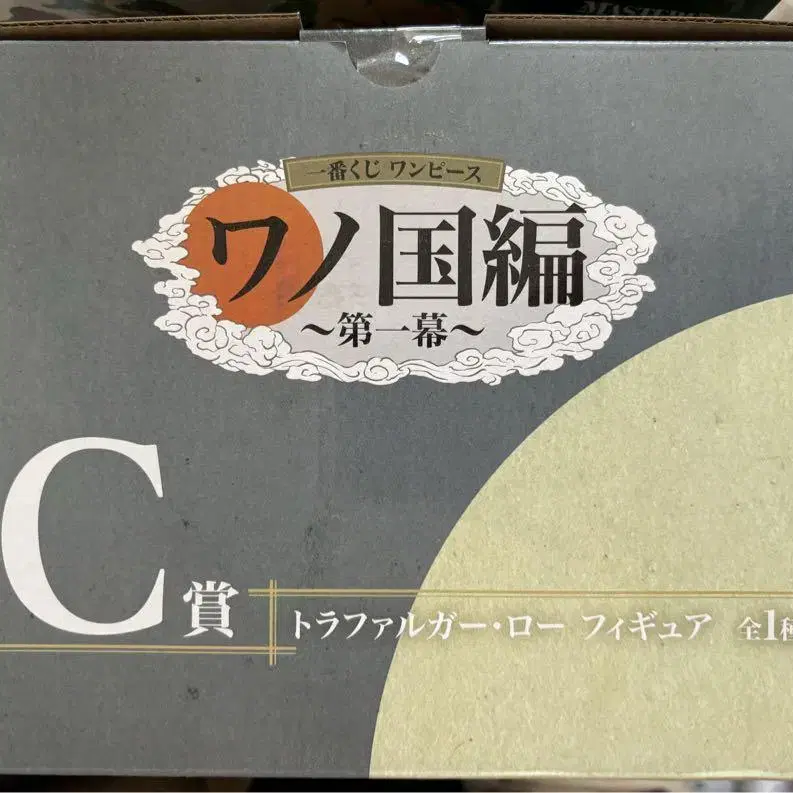 一番くじ ワンピース
ワノ国編
〜第一幕〜
C賞
トラファルガー・ロー フィギュア 全1種